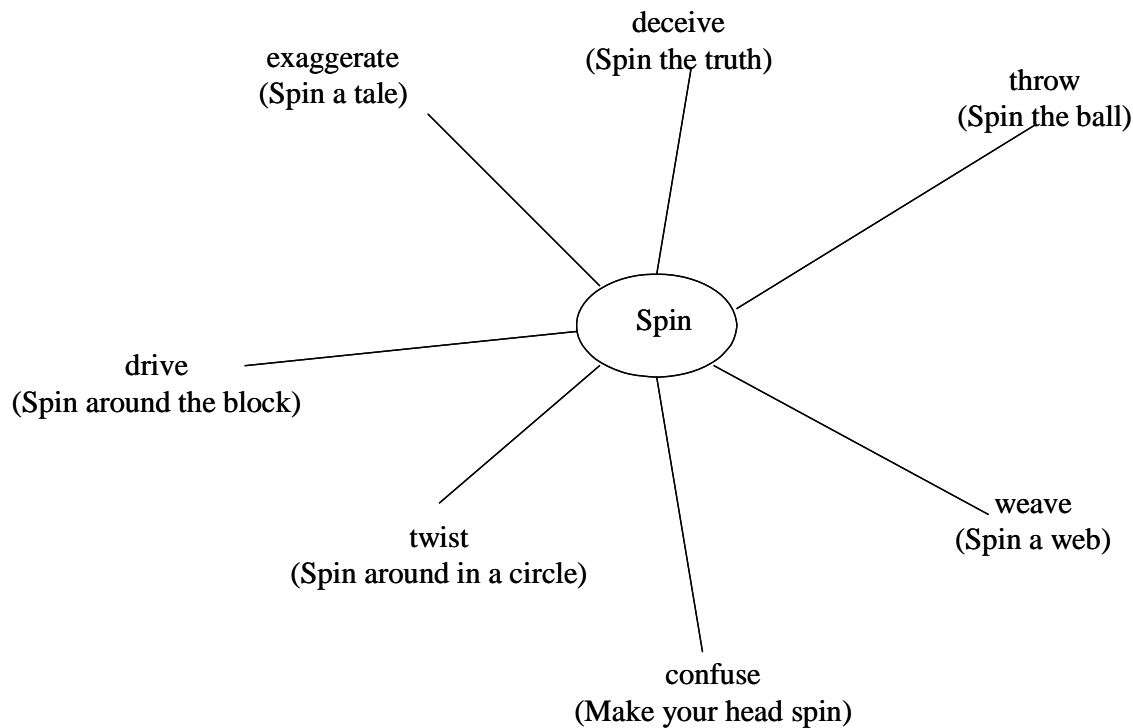 deceive
(Spin the truth)
exaggerate
(Spin a tale)
throw
(Spin the ball)
Spin
drive
(Spin around the block)
weave
(Spin a web)
twist
(Spin around in a circle)
confuse
(Make your head spin)